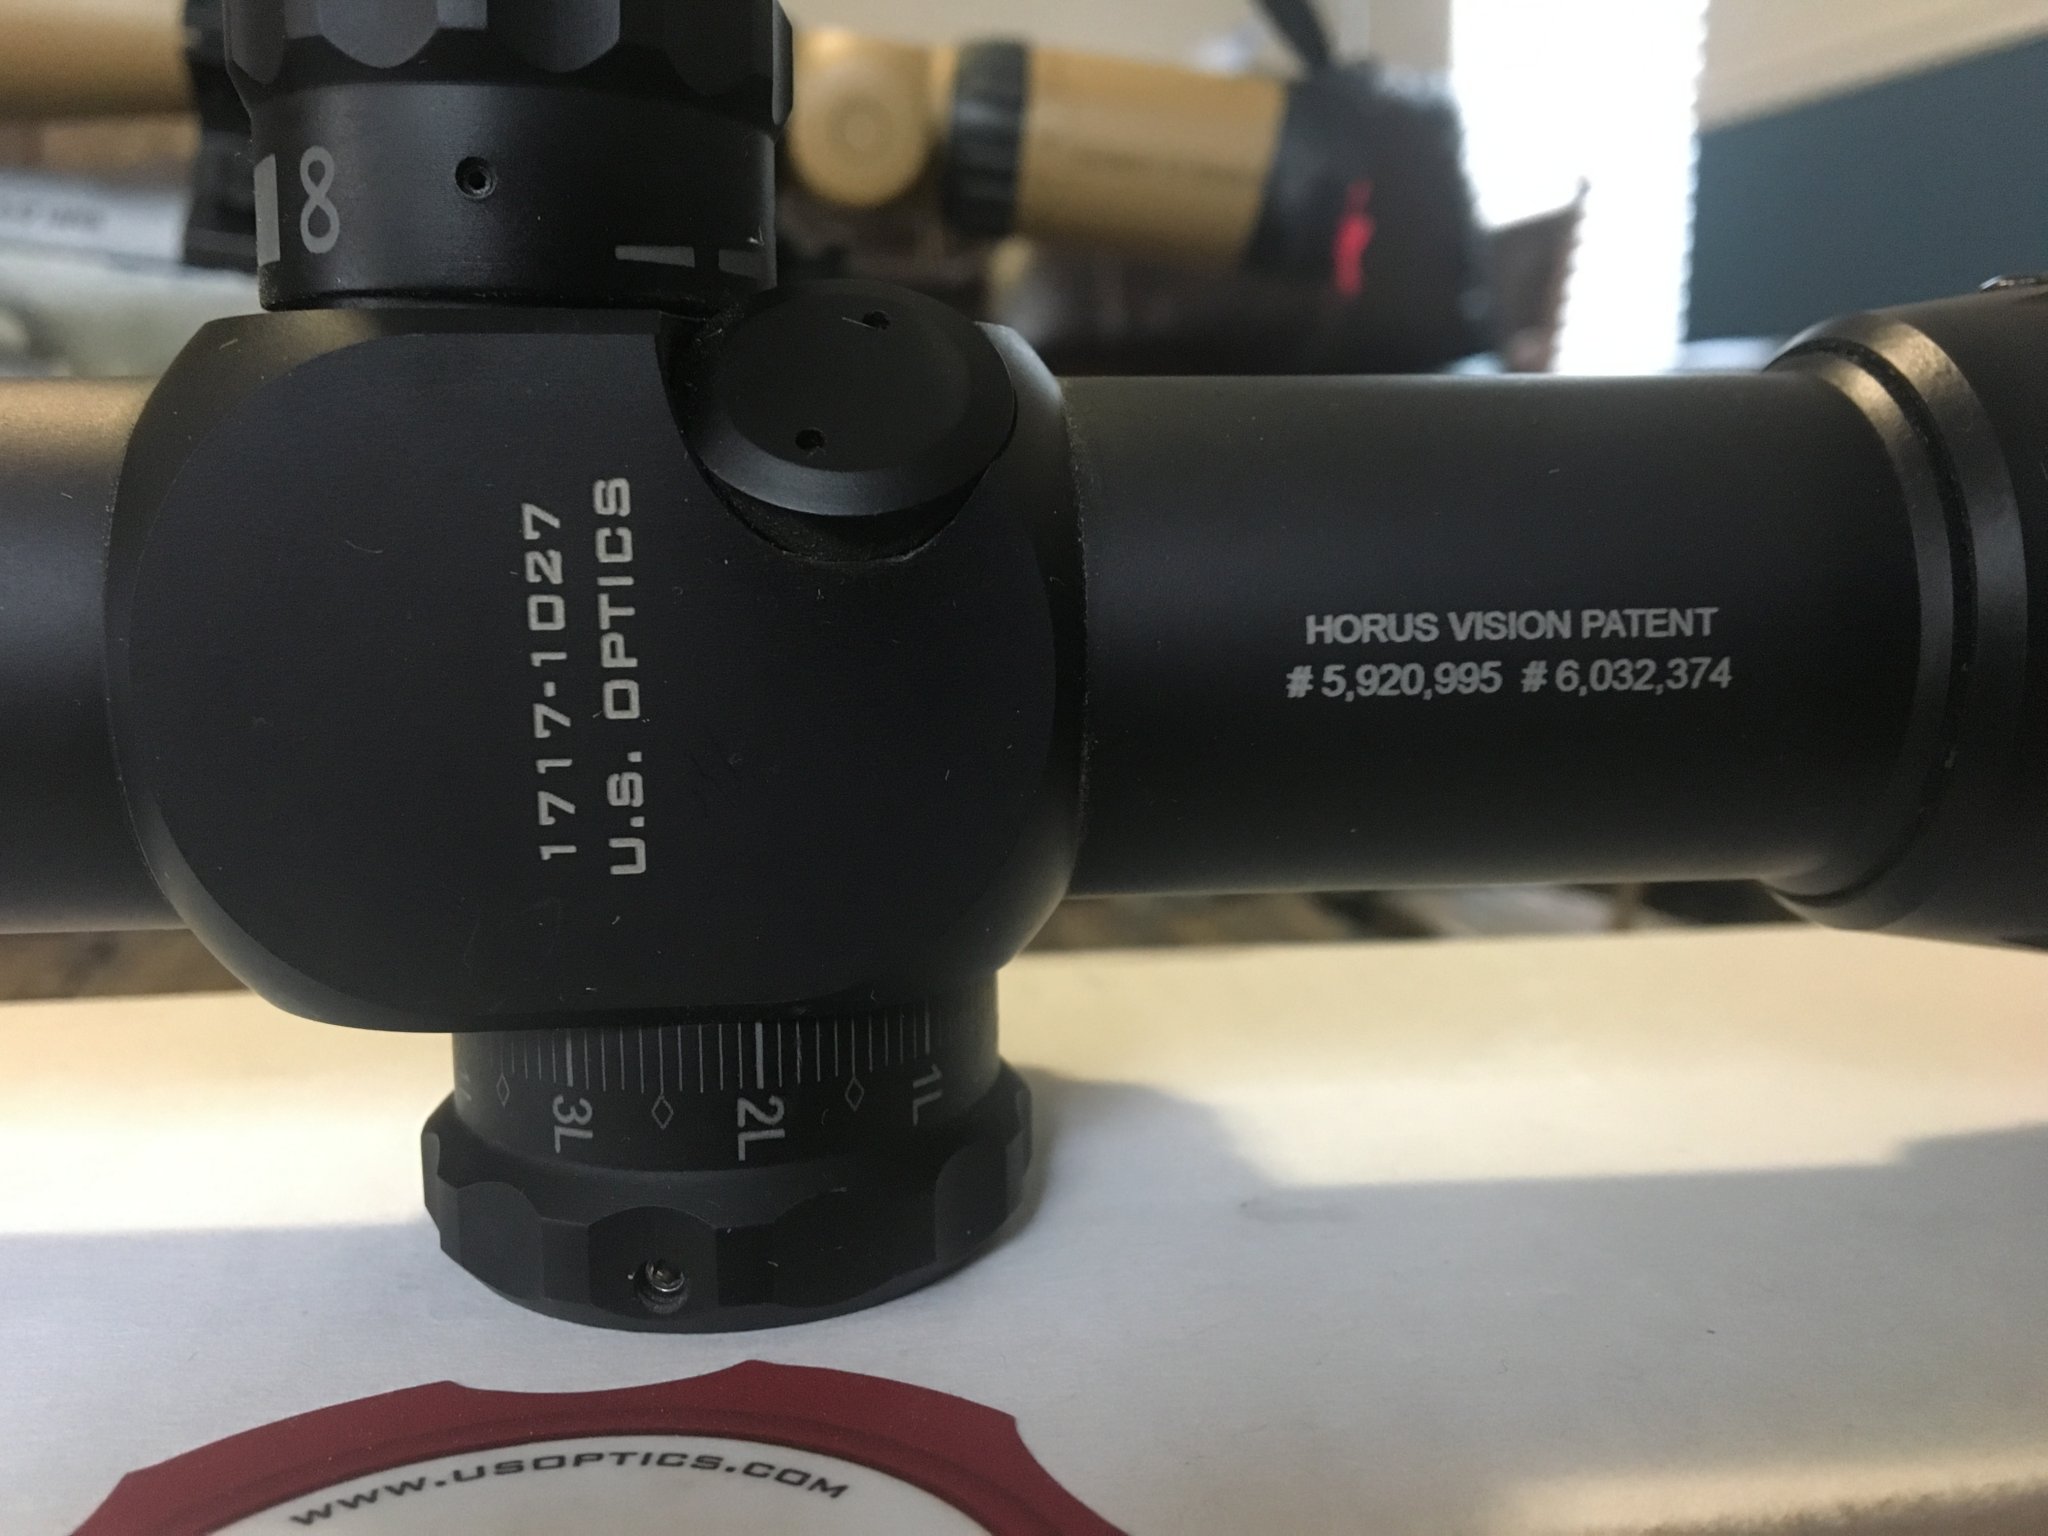 8
1717-1027
U.S. OPTICS
HORUS VISION PATENT
# 5,920,995 # 6,032,374
3L
2L
1L
WWW.USOPTICS.COM